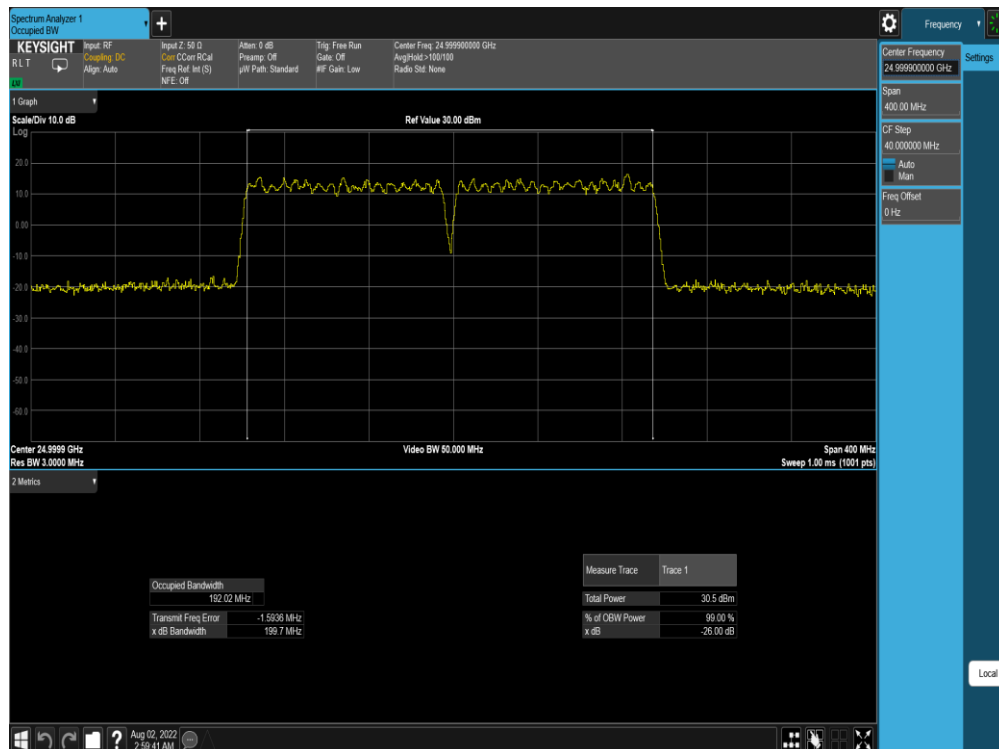 Spectrum Analyzer 1
Occupied BW
Frequency
KEYSIGHT
RLT
LXI
Input: RF
Coupling: DC
Align: Auto
Input Z: 50 Ω
Corr CCorr RCal
Freq Ref: Int (S)
NFE: Off
Atten: 0 dB
Preamp: Off
µW Path: Standard
Trig: Free Run
Gate: Off
#IF Gain: Low
Center Freq: 24.999900000 GHz
Avg|Hold:>100/100
Radio Std: None
Center Frequency
24.999900000 GHz
Settings
Span
400.00 MHz
CF Step
40.000000 MHz
Auto
Man
Freq Offset
0 Hz
1 Graph
Scale/Div 10.0 dB
Ref Value 30.00 dBm
Log
20.0
10.0
0.00
-10.0
-20.0
-30.0
-40.0
-50.0
-60.0
Center 24.9999 GHz
Video BW 50.000 MHz
Span 400 MHz
Res BW 3.0000 MHz
Sweep 1.00 ms (1001 pts)
2 Metrics
Occupied Bandwidth
192.02 MHz
Transmit Freq Error -1.5936 MHz
x dB Bandwidth 199.7 MHz
Measure Trace Trace 1
Total Power 30.5 dBm
% of OBW Power 99.00 %
x dB -26.00 dB
Local
Aug 02, 2022
2:59:41 AM